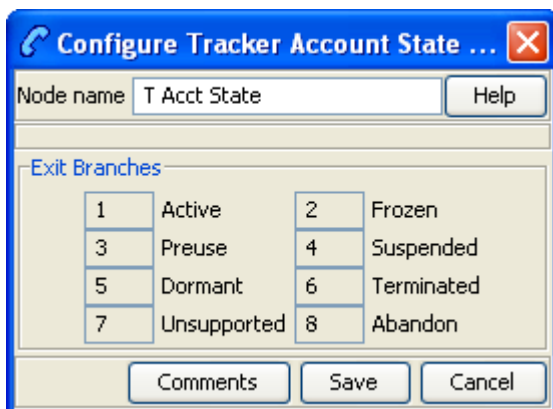 Configure Tracker Account State ...
Node name T Acct State Help
Exit Branches
1 Active 2 Frozen
3 Preuse 4 Suspended
5 Dormant 6 Terminated
7 Unsupported 8 Abandon
Comments Save Cancel